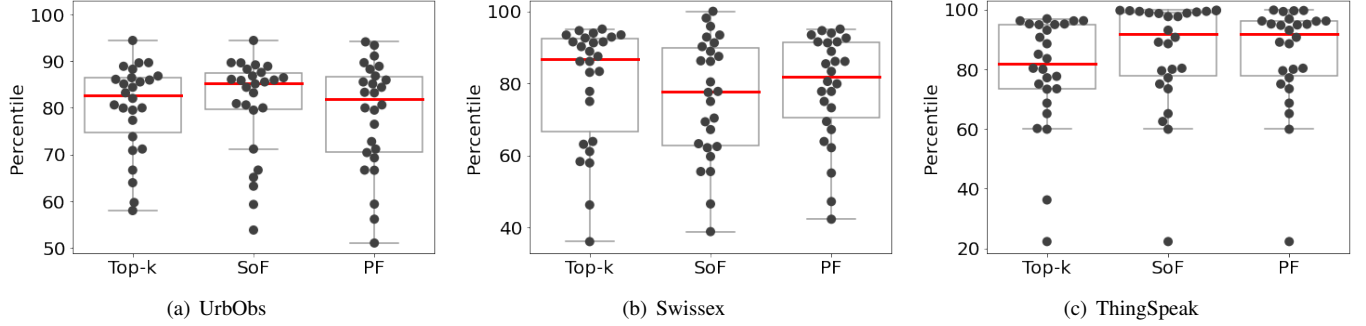 Percentile
100
90
80
70
60
50
Top-k SoF PF
(a) UrbObs
Percentile
100
80
60
40
Top-k SoF PF
(b) Swissex
Percentile
100
80
60
40
20
Top-k SoF PF
(c) ThingSpeak